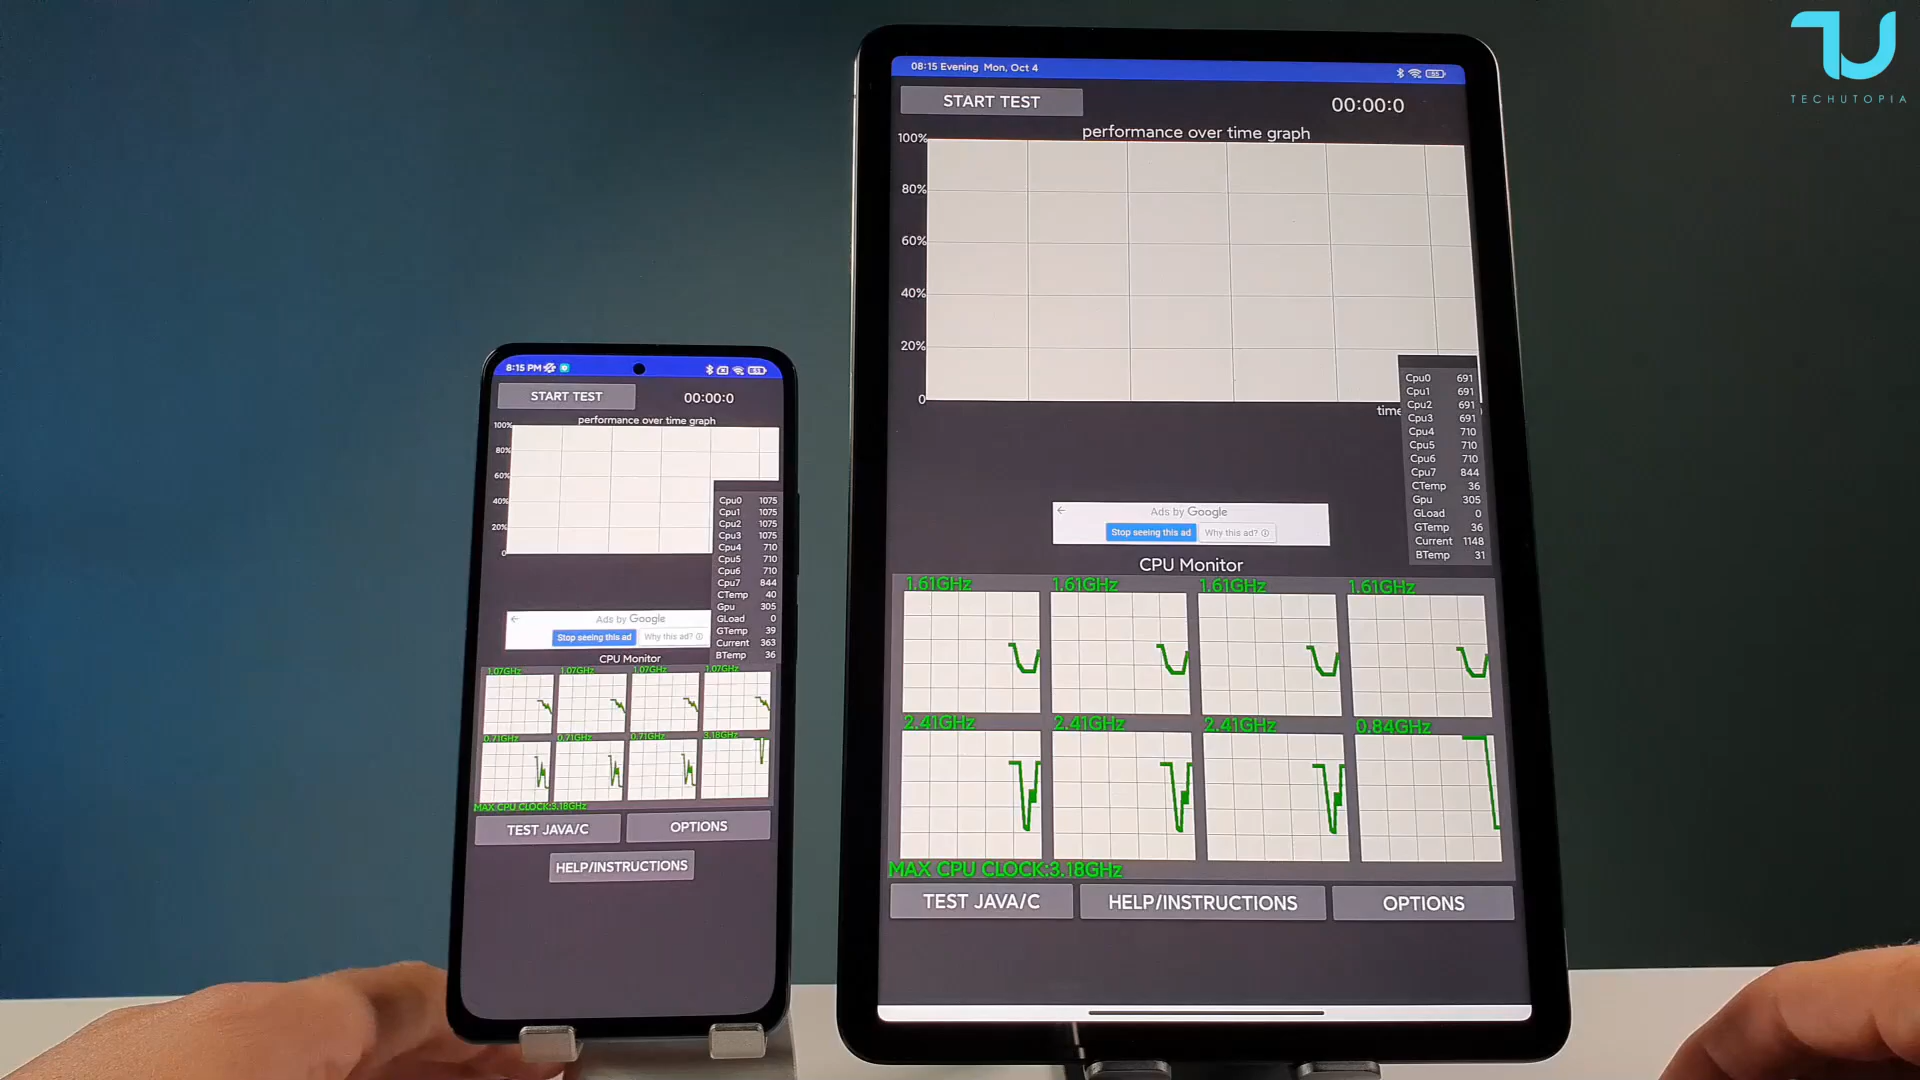 TECHUTOPIA
8:15 PM
START TEST
00:00:0
performance over time graph
100%
80%
60%
40%
20%
0
Cpu0 1075
Cpu1 1075
Cpu2 1075
Cpu3 1075
Cpu4 710
Cpu5 710
Cpu6 710
Cpu7 844
CTemp 40
Gpu 305
GLoad 0
GTemp 39
Current 363
BTemp 36
Ads by Google
Stop seeing this ad
Why this ad?
CPU Monitor
1.07GHz 1.07GHz 1.07GHz 1.07GHz
0.71GHz 0.71GHz 0.71GHz 3.18GHz
MAX CPU CLOCK:3.18GHz
TEST JAVA/C
OPTIONS
HELP/INSTRUCTIONS
08:15 Evening Mon, Oct 4
55
START TEST
00:00:0
performance over time graph
100%
80%
60%
40%
20%
0
time
Cpu0 691
Cpu1 691
Cpu2 691
Cpu3 691
Cpu4 710
Cpu5 710
Cpu6 710
Cpu7 844
CTemp 36
Gpu 305
GLoad 0
GTemp 36
Current 1148
BTemp 31
Ads by Google
Stop seeing this ad
Why this ad?
CPU Monitor
1.61GHz 1.61GHz 1.61GHz 1.61GHz
2.41GHz 2.41GHz 2.41GHz 0.84GHz
MAX CPU CLOCK:3.18GHz
TEST JAVA/C
HELP/INSTRUCTIONS
OPTIONS